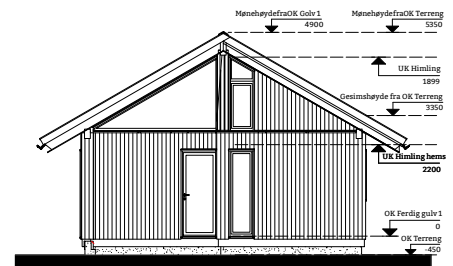 MønehøydefraOK Golv 1
4900
MønehøydefraOK Terreng
5350
UK Himling
1899
Gesimshøyde fra OK Terreng
3350
UK Himling hems
2200
OK Ferdig gulv 1
0
OK Terreng
-450